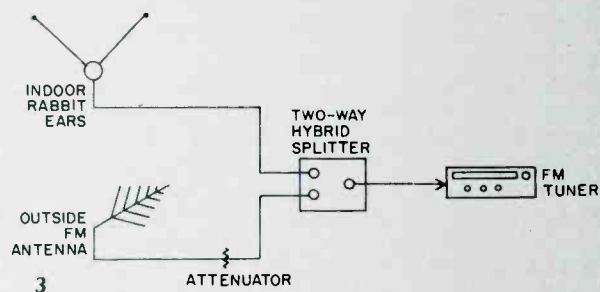 INDOOR
RABBIT
EARS
TWO-WAY
HYBRID
SPLITTER
FM
TUNER
OUTSIDE
FM
ANTENNA
ATTENUATOR
3